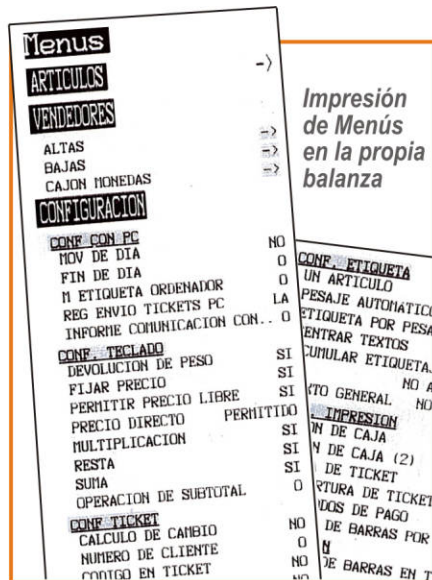 Menus
ARTICULOS ->
VENDEDORES
ALTAS ->
BAJAS ->
CAJON MONEDAS ->
CONFIGURACION
CONF CON PC
MOV DE DIA NO
FIN DE DIA 0
M ETIQUETA ORDENADOR 0
REG ENVIO TICKETS PC LA
INFORME COMUNICACION CON.. 0
CONF. TECLADO
DEVOLUCION DE PESO SI
FIJAR PRECIO SI
PERMITIR PRECIO LIBRE SI
PRECIO DIRECTO PERMITIDO
MULTIPLICACION SI
RESTA SI
SUMA SI
OPERACION DE SUBTOTAL 0
CONF TICKET
CALCULO DE CAMBIO NO
NUMERO DE CLIENTE 0
CODIGO EN TICKET NO
NO
Impresión
de Menús
en la propia
balanza
CONF. ETIQUETA
UN ARTICULO
PESAJE AUTOMATICO
ETIQUETA POR PESA
ENTRAR TEXTOS
CUMULAR ETIQUETA
NO A
TO GENERAL NO
IMPRESION
ON DE CAJA
N DE CAJA (2)
DE TICKET
RTURA DE TICKET
DOS DE PAGO
DE BARRAS POR
N
DE BARRAS EN T